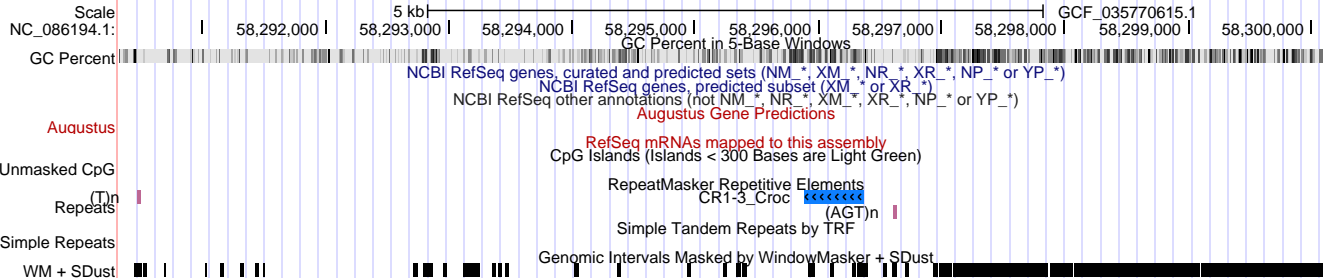 Scale 5 kb GCF_035770615.1
NC_086194.1: 58,292,000 58,293,000 58,294,000 58,295,000 58,296,000 58,297,000 58,298,000 58,299,000 58,300,000
GC Percent in 5-Base Windows
GC Percent
NCBI RefSeq genes, curated and predicted sets (NM_*, XM_*, NR_*, XR_*, NP_* or YP_*)
NCBI RefSeq genes, predicted subset (XM_* or XR_*)
NCBI RefSeq other annotations (not NM_*, NR_*, XM_*, XR_*, NP_* or YP_*)
Augustus Gene Predictions
Augustus
RefSeq mRNAs mapped to this assembly
CpG Islands (Islands < 300 Bases are Light Green)
Unmasked CpG
RepeatMasker Repetitive Elements
(T)n CR1-3_Croc
Repeats (AGT)n
Simple Tandem Repeats by TRF
Simple Repeats
Genomic Intervals Masked by WindowMasker + SDust
WM + SDust